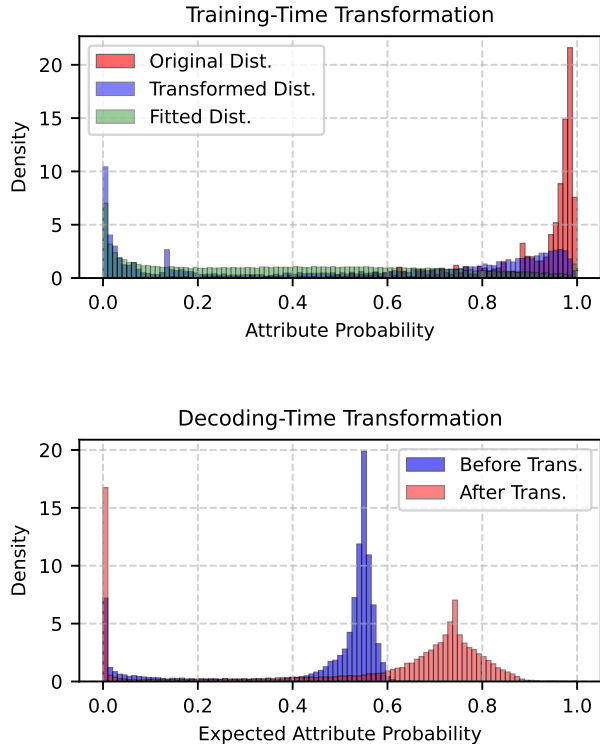 Training-Time Transformation
Original Dist.
Transformed Dist.
Fitted Dist.
Density
20
15
10
5
0
0.0 0.2 0.4 0.6 0.8 1.0
Attribute Probability
Decoding-Time Transformation
Before Trans.
After Trans.
Density
20
15
10
5
0
0.0 0.2 0.4 0.6 0.8 1.0
Expected Attribute Probability